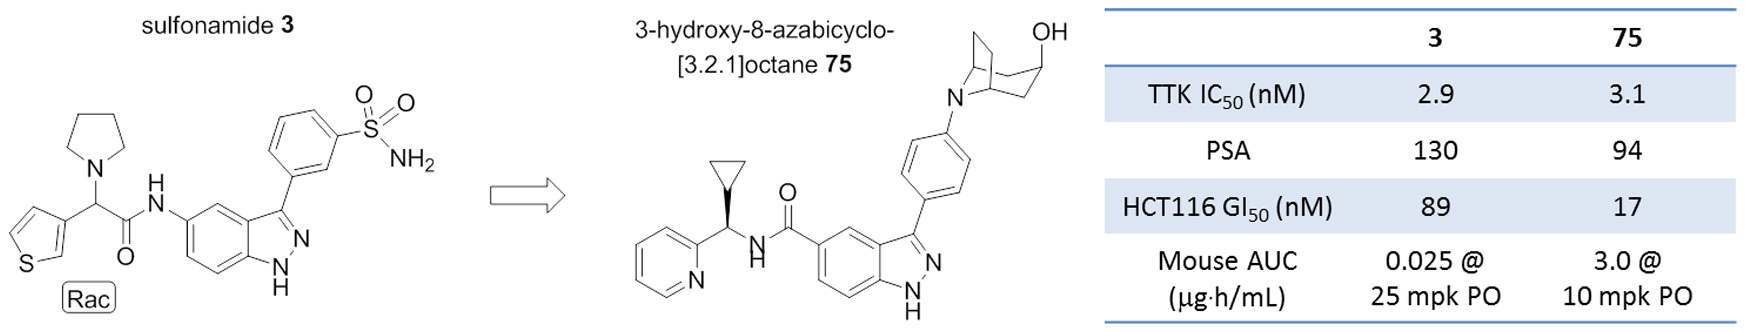 sulfonamide 3
N
S
H
N
O
O
O
S
NH2
N
N
H
Rac
3-hydroxy-8-azabicyclo-
[3.2.1]octane 75
OH
N
O
N
N
H
N
N
H
3 75
TTK IC50 (nM) 2.9 3.1
PSA 130 94
HCT116 GI50 (nM) 89 17
Mouse AUC 0.025 @ 3.0 @
(µg·h/mL) 25 mpk PO 10 mpk PO